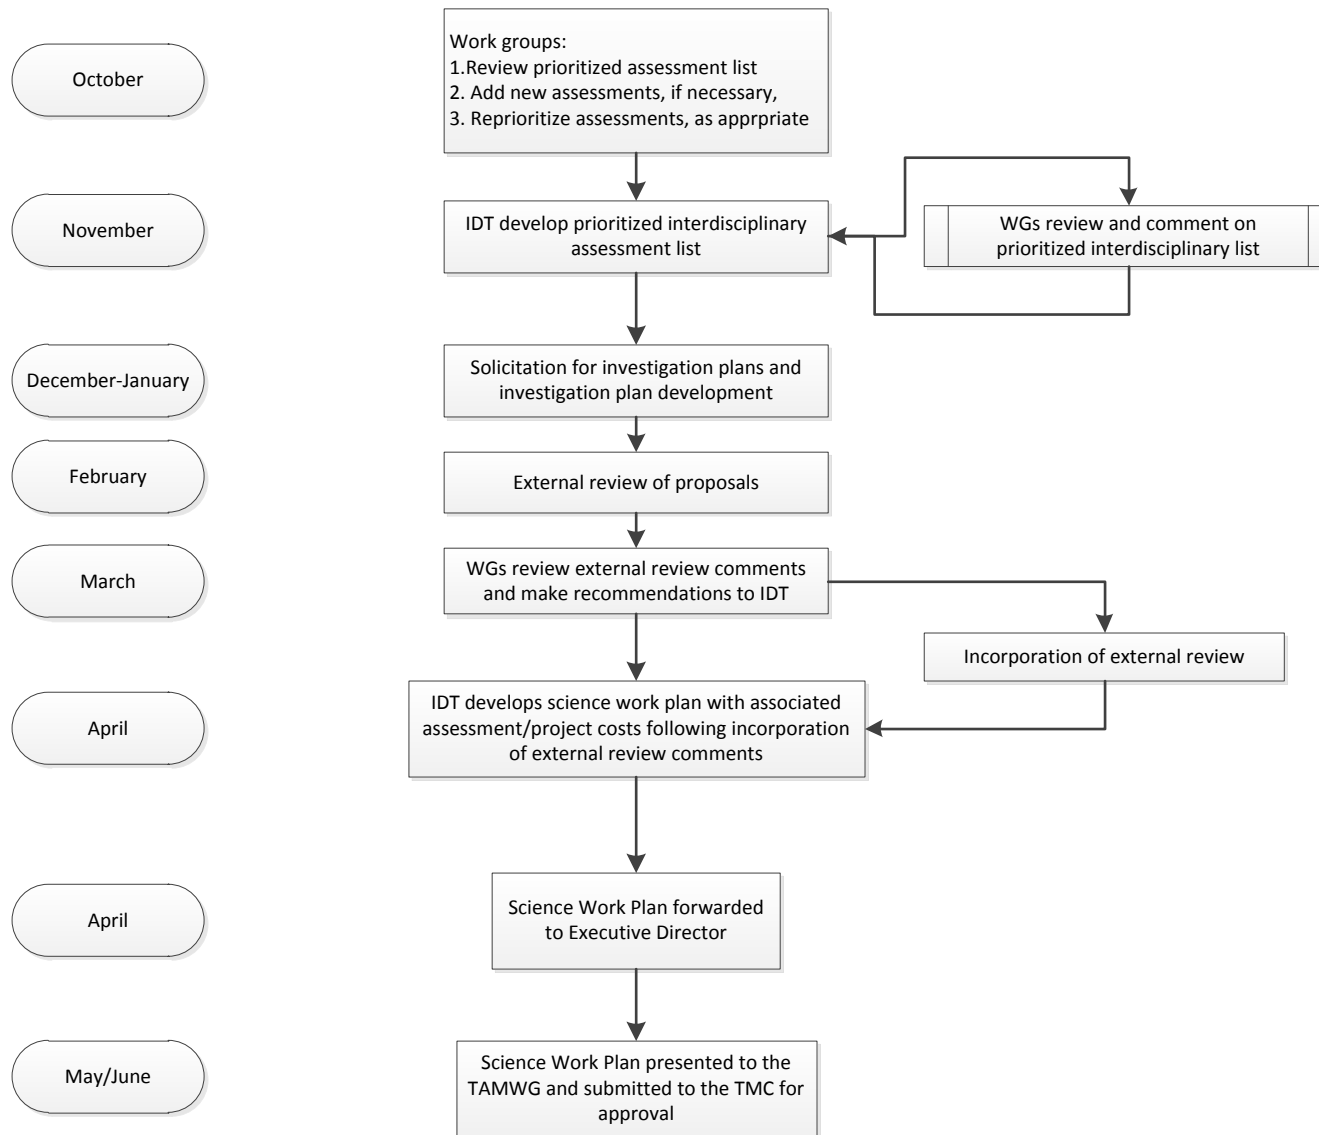 October
Work groups:
1.Review prioritized assessment list
2. Add new assessments, if necessary,
3. Reprioritize assessments, as apprpriate
November
IDT develop prioritized interdisciplinary
assessment list
WGs review and comment on
prioritized interdisciplinary list
December-January
Solicitation for investigation plans and
investigation plan development
February
External review of proposals
March
WGs review external review comments
and make recommendations to IDT
Incorporation of external review
April
IDT develops science work plan with associated
assessment/project costs following incorporation
of external review comments
April
Science Work Plan forwarded
to Executive Director
May/June
Science Work Plan presented to the
TAMWG and submitted to the TMC for
approval